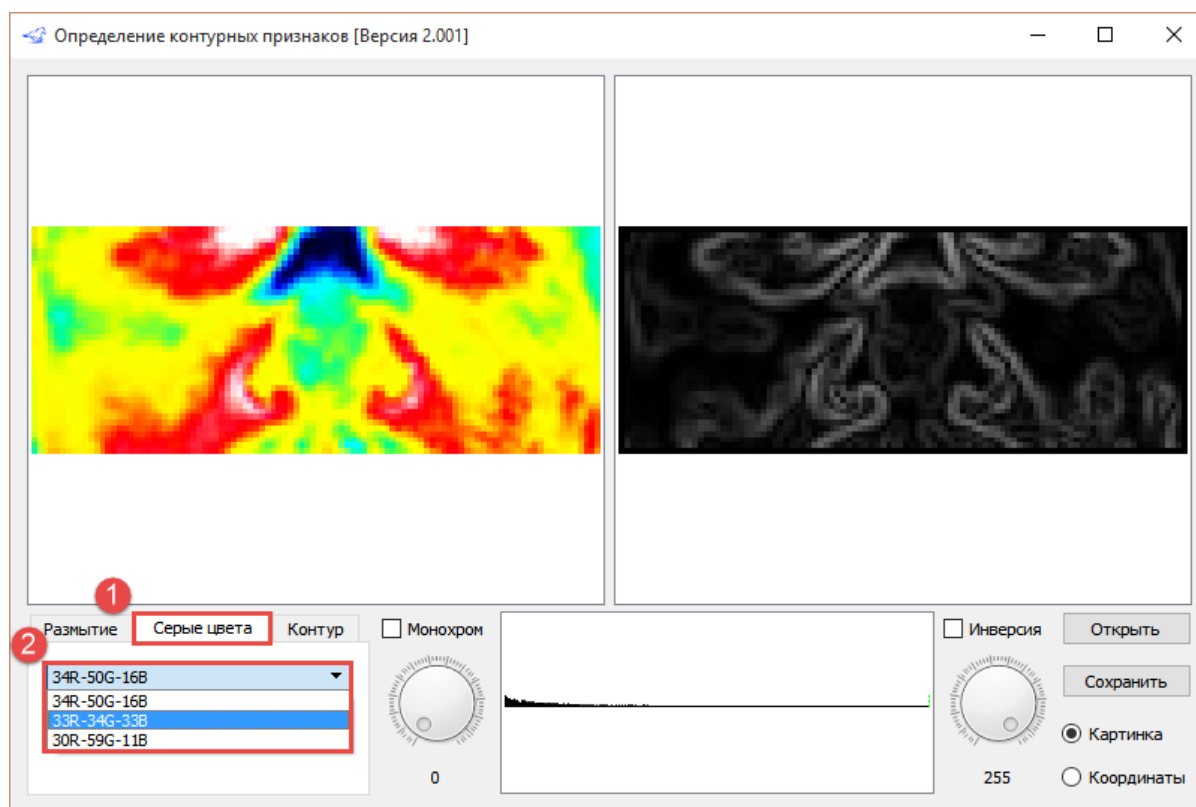 Определение контурных признаков [Версия 2.001]
1
Размытие Серые цвета Контур
2
34R-50G-16B
34R-50G-16B
33R-34G-33B
30R-59G-11B
Монохром
0
Инверсия
255
Открыть
Сохранить
Картинка
Координаты